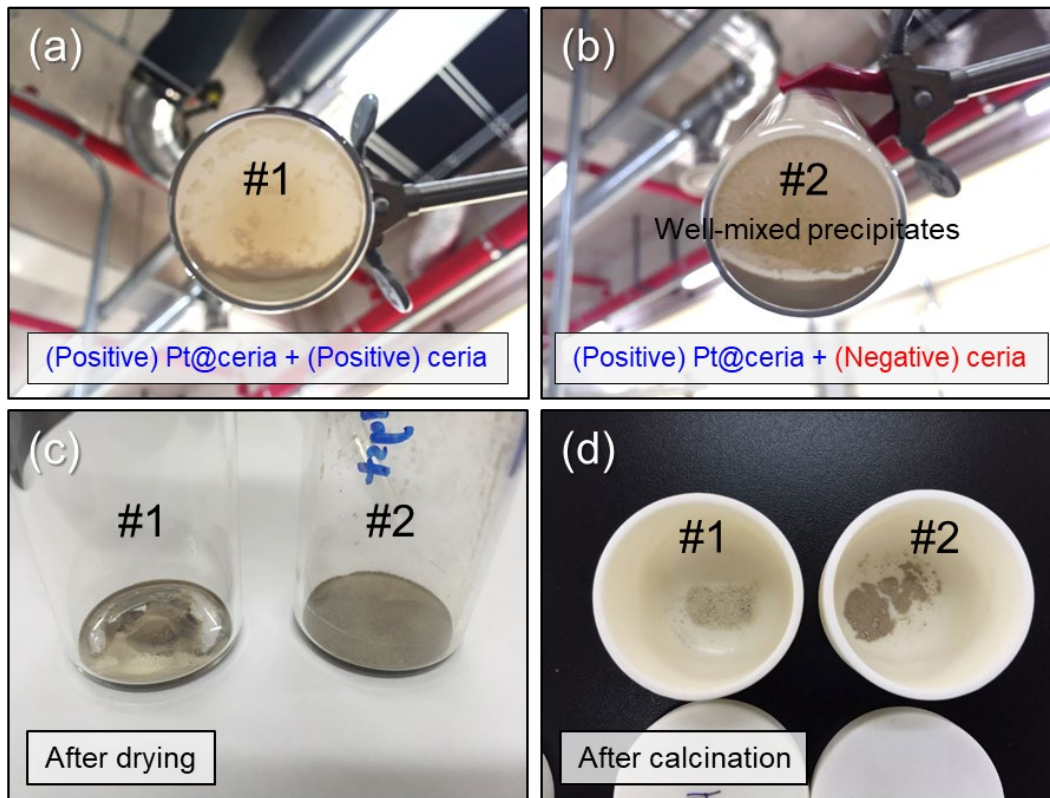 (a)
#1
(Positive) Pt@ceria + (Positive) ceria
(b)
#2
Well-mixed precipitates
(Positive) Pt@ceria + (Negative) ceria
(c)
#1
#2
After drying
(d)
#1
#2
After calcination